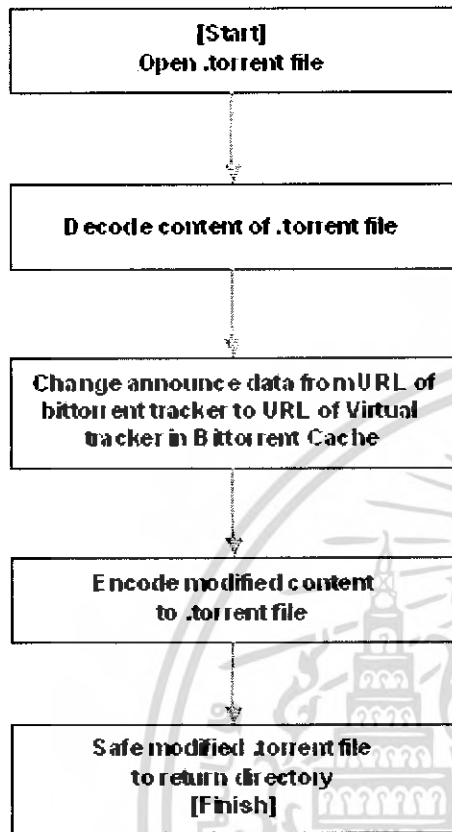 [Start]
Open .torrent file
Decode content of .torrent file
Change announce data from URL of
bittorrent tracker to URL of Virtual
tracker in Bittorrent Cache
Encode modified content
to .torrent file
Safe modified .torrent file
to return directory
[Finish]